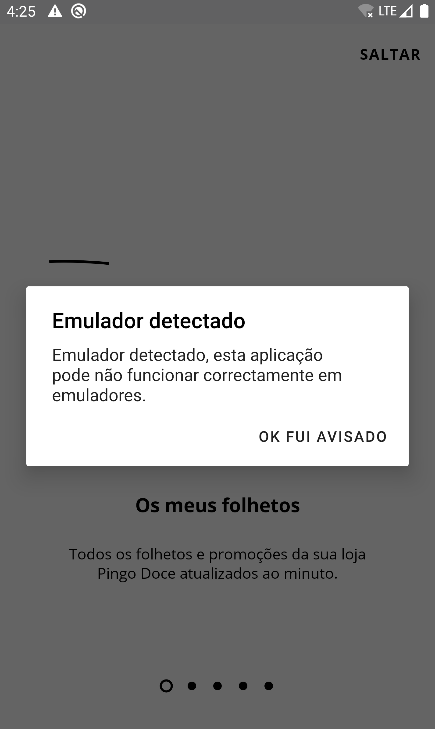 4:25
LTE
SALTAR
Emulador detectado
Emulador detectado, esta aplicação
pode não funcionar correctamente em
emuladores.
OK FUI AVISADO
Os meus folhetos
Todos os folhetos e promoções da sua loja
Pingo Doce atualizados ao minuto.